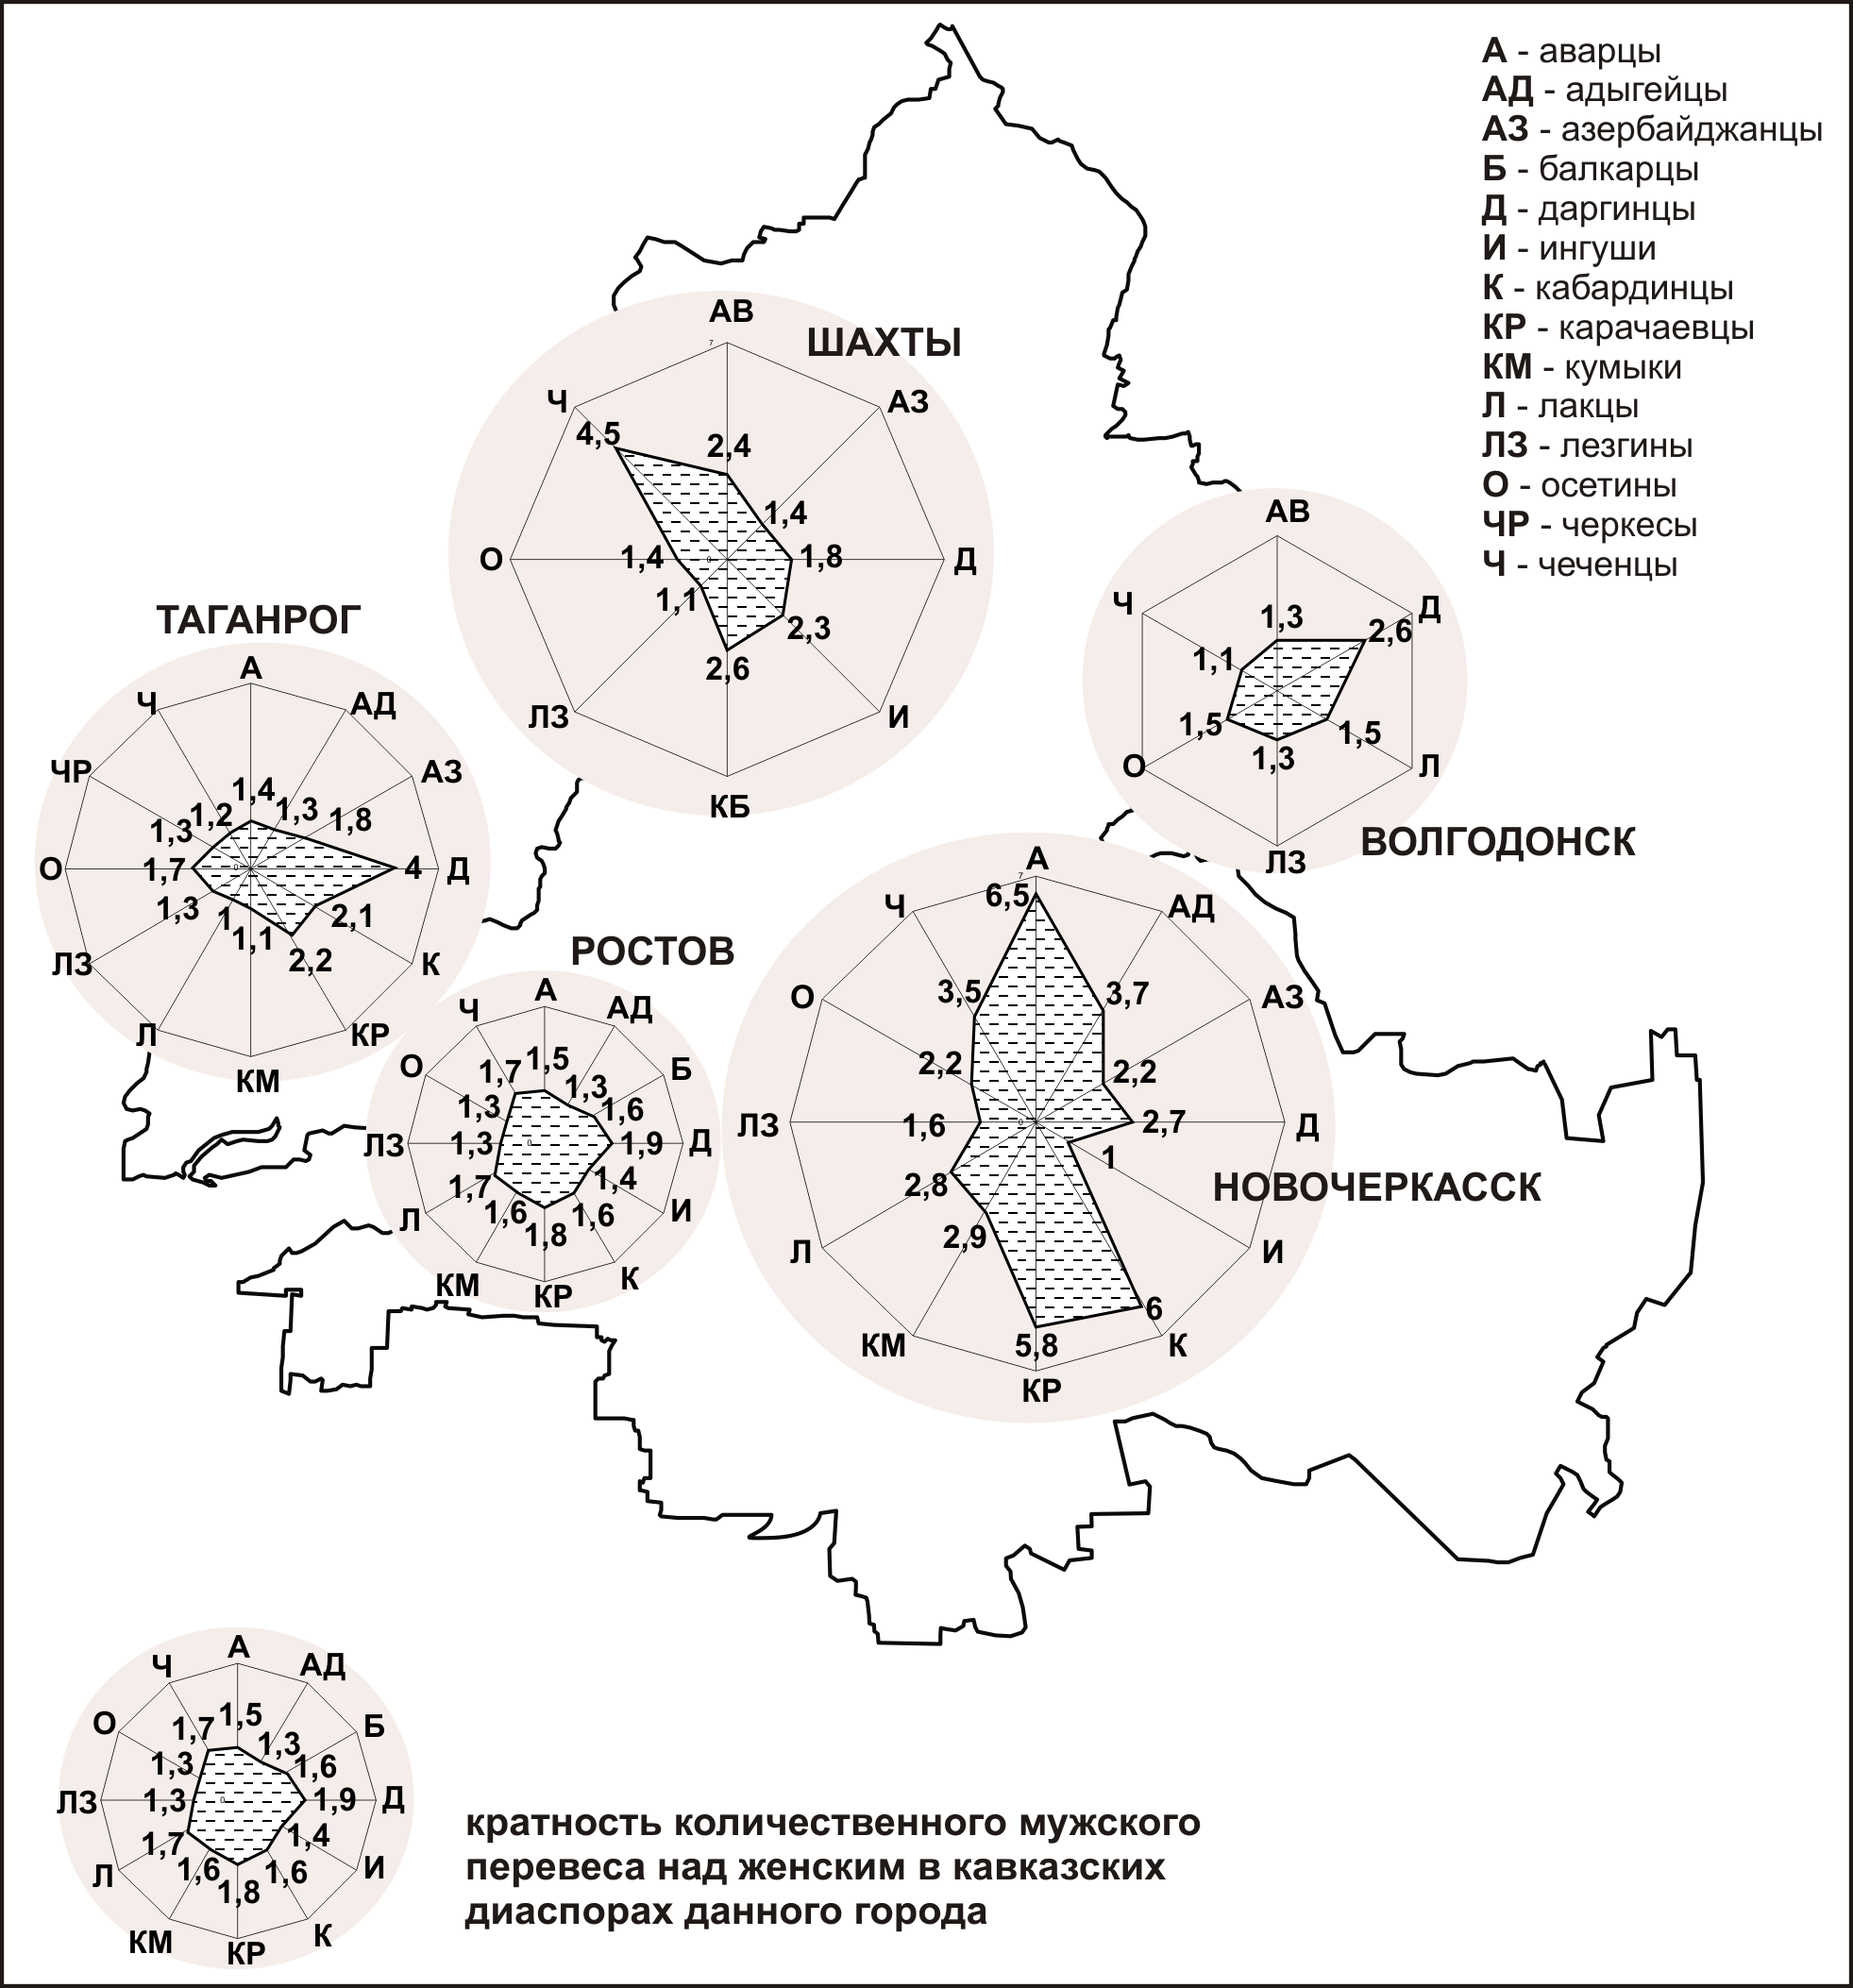 А - аварцы
АД - адыгейцы
АЗ - азербайджанцы
Б - балкарцы
Д - даргинцы
И - ингуши
К - кабардинцы
КР - карачаевцы
КМ - кумыки
Л - лакцы
ЛЗ - лезгины
О - осетины
ЧР - черкесы
Ч - чеченцы
ШАХТЫ
АВ
7
АЗ
Д
И
КБ
ЛЗ
О
Ч
2,4
1,4
1,8
2,3
2,6
1,1
1,4
4,5
0
ВОЛГОДОНСК
АВ
Д
Л
ЛЗ
О
Ч
1,3
2,6
1,5
1,3
1,5
1,1
ТАГАНРОГ
А
АД
АЗ
Д
К
КР
КМ
Л
ЛЗ
О
ЧР
Ч
1,4
1,3
1,8
4
2,1
2,2
1,1
1
1,3
1,7
1,3
1,2
0
РОСТОВ
А
АД
Б
Д
И
К
КР
КМ
Л
ЛЗ
О
Ч
1,5
1,3
1,6
1,9
1,4
1,6
1,8
1,6
1,7
1,3
1,3
1,7
0
НОВОЧЕРКАССК
А
7
АД
АЗ
Д
И
К
КР
КМ
Л
ЛЗ
О
Ч
6,5
3,7
2,2
2,7
1
6
5,8
2,9
2,8
1,6
2,2
3,5
0
А
АД
Б
Д
И
К
КР
КМ
Л
ЛЗ
О
Ч
1,5
1,3
1,6
1,9
1,4
1,6
1,8
1,6
1,7
1,3
1,3
1,7
0
кратность количественного мужского
перевеса над женским в кавказских
диаспорах данного города